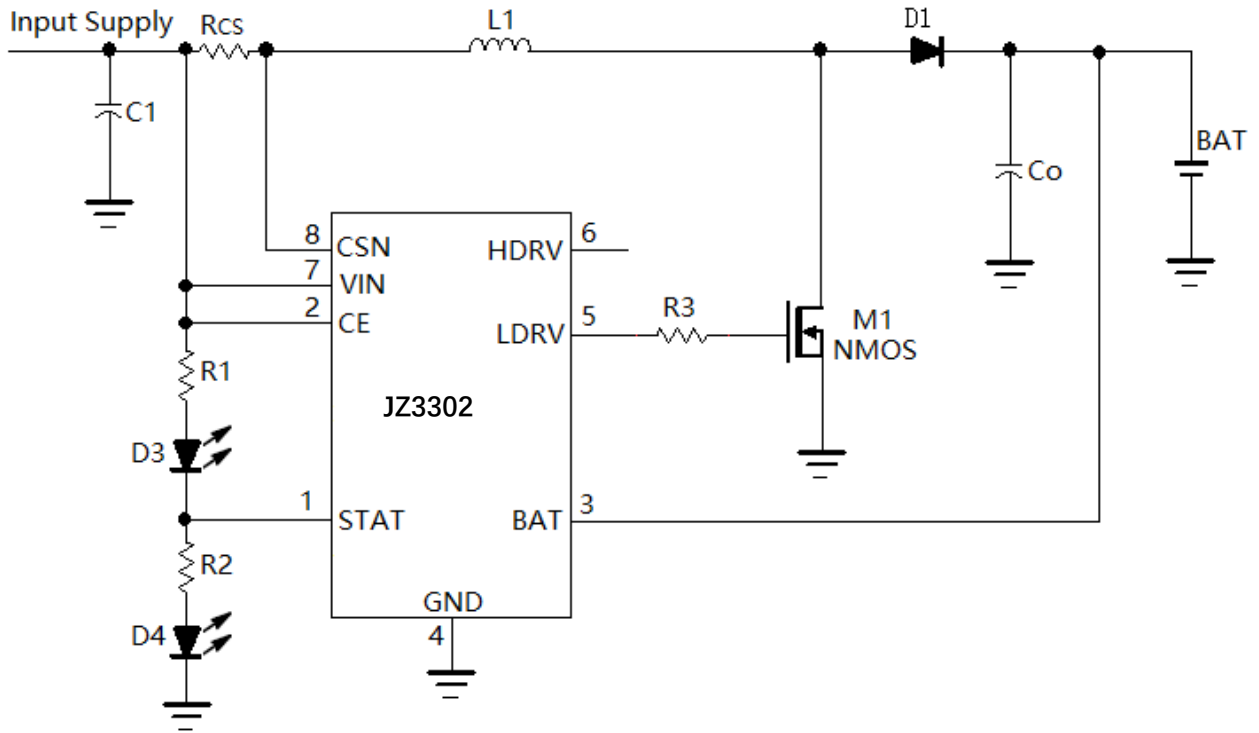 Input Supply
Rcs
L1
D1
C1
Co
BAT
8
CSN
HDRV
6
7
VIN
2
CE
LDRV
5
R3
M1
NMOS
R1
JZ3302
D3
1
STAT
BAT
3
R2
GND
D4
4